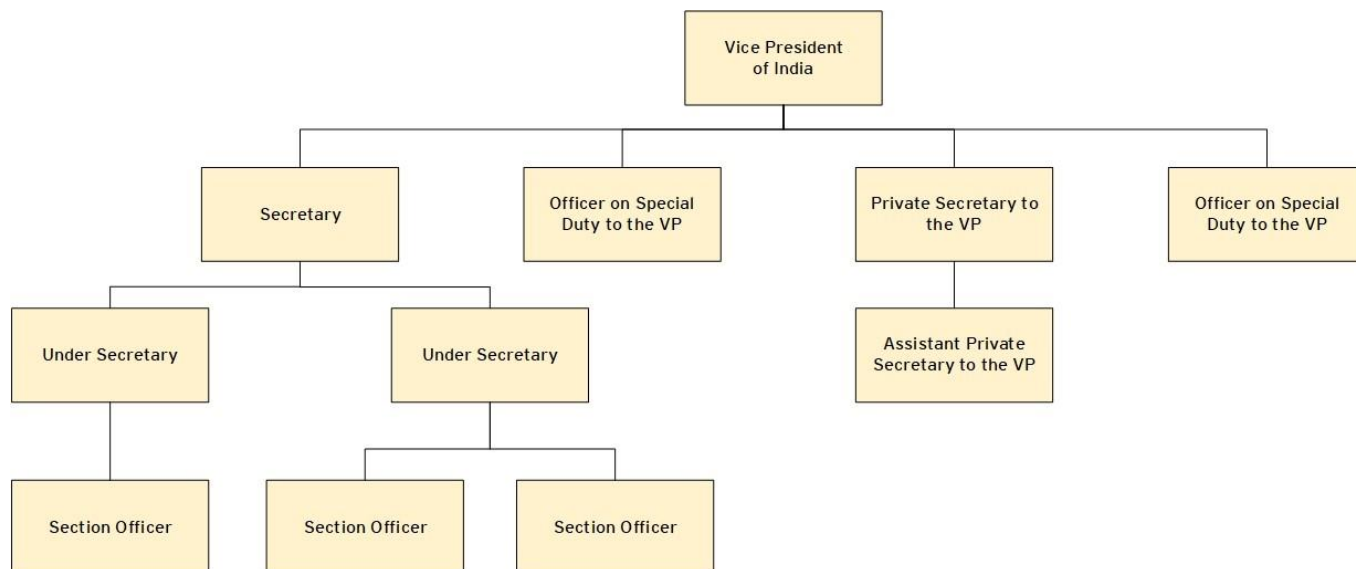 Vice President
of India
Secretary
Officer on Special
Duty to the VP
Private Secretary to
the VP
Officer on Special
Duty to the VP
Under Secretary
Under Secretary
Assistant Private
Secretary to the VP
Section Officer
Section Officer
Section Officer